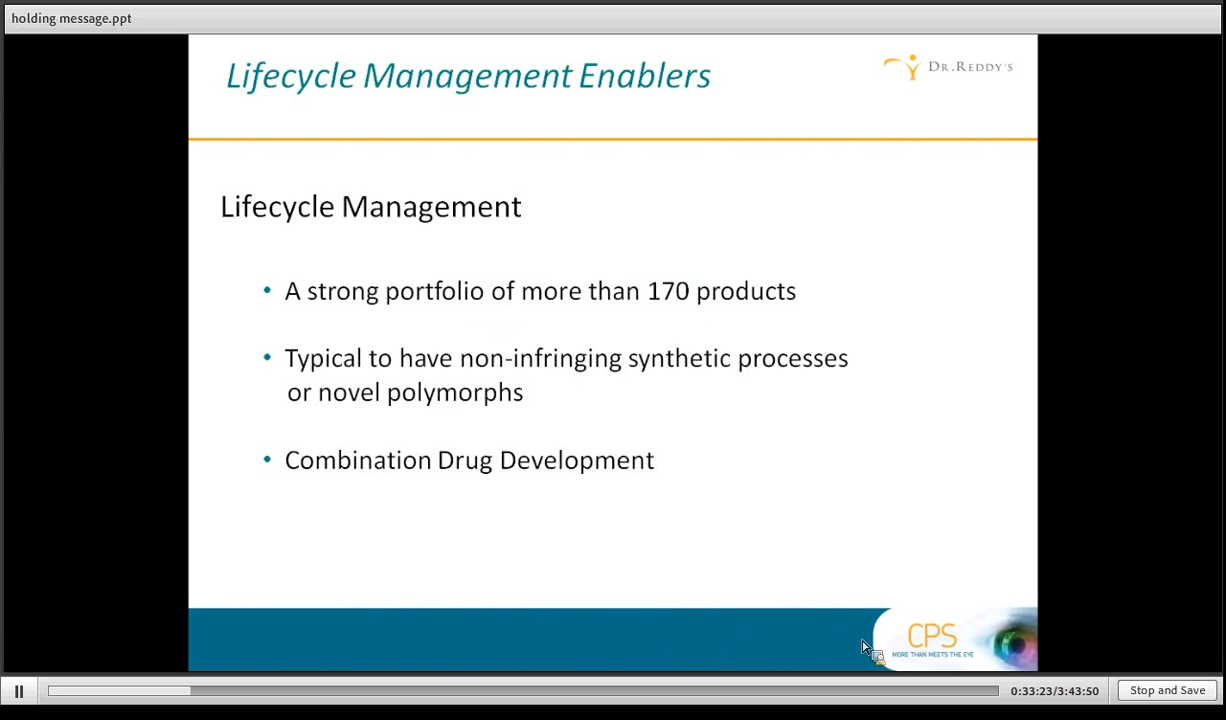 holding message.ppt
Lifecycle Management Enablers
DR.REDDY'S
Lifecycle Management
• A strong portfolio of more than 170 products
• Typical to have non-infringing synthetic processes
or novel polymorphs
• Combination Drug Development
CPS
MORE THAN MEETS THE EYE
0:33:23/3:43:50
Stop and Save